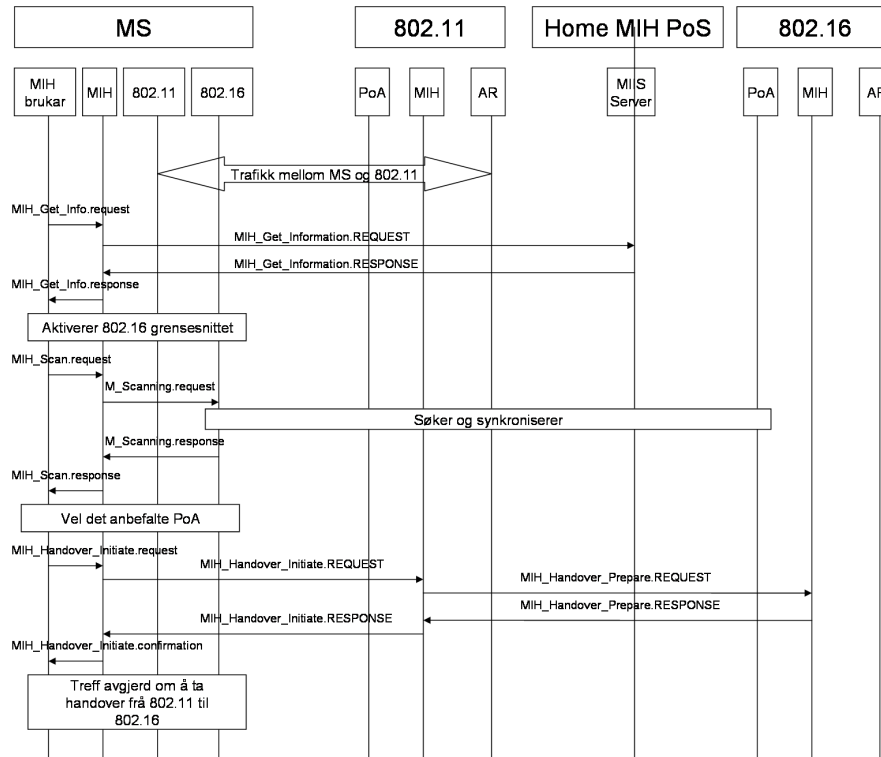 MS
802.11
Home MIH PoS
802.16
MIH
brukar
MIH
802.11
802.16
PoA
MIH
AR
MIIS
Server
PoA
MIH
Trafikk mellom MS og 802.11
MIH_Get_Info.request
MIH_Get_Information.REQUEST
MIH_Get_Information.RESPONSE
MIH_Get_Info.response
Aktiverer 802.16 grensesnittet
MIH_Scan.request
M_Scanning.request
Søker og synkroniserer
M_Scanning.response
MIH_Scan.response
Vel det anbefalte PoA
MIH_Handover_Initiate.request
MIH_Handover_Initiate.REQUEST
MIH_Handover_Prepare.REQUEST
MIH_Handover_Prepare.RESPONSE
MIH_Handover_Initiate.RESPONSE
MIH_Handover_Initiate.confirmation
Treff avgjerd om å ta
handover frå 802.11 til
802.16